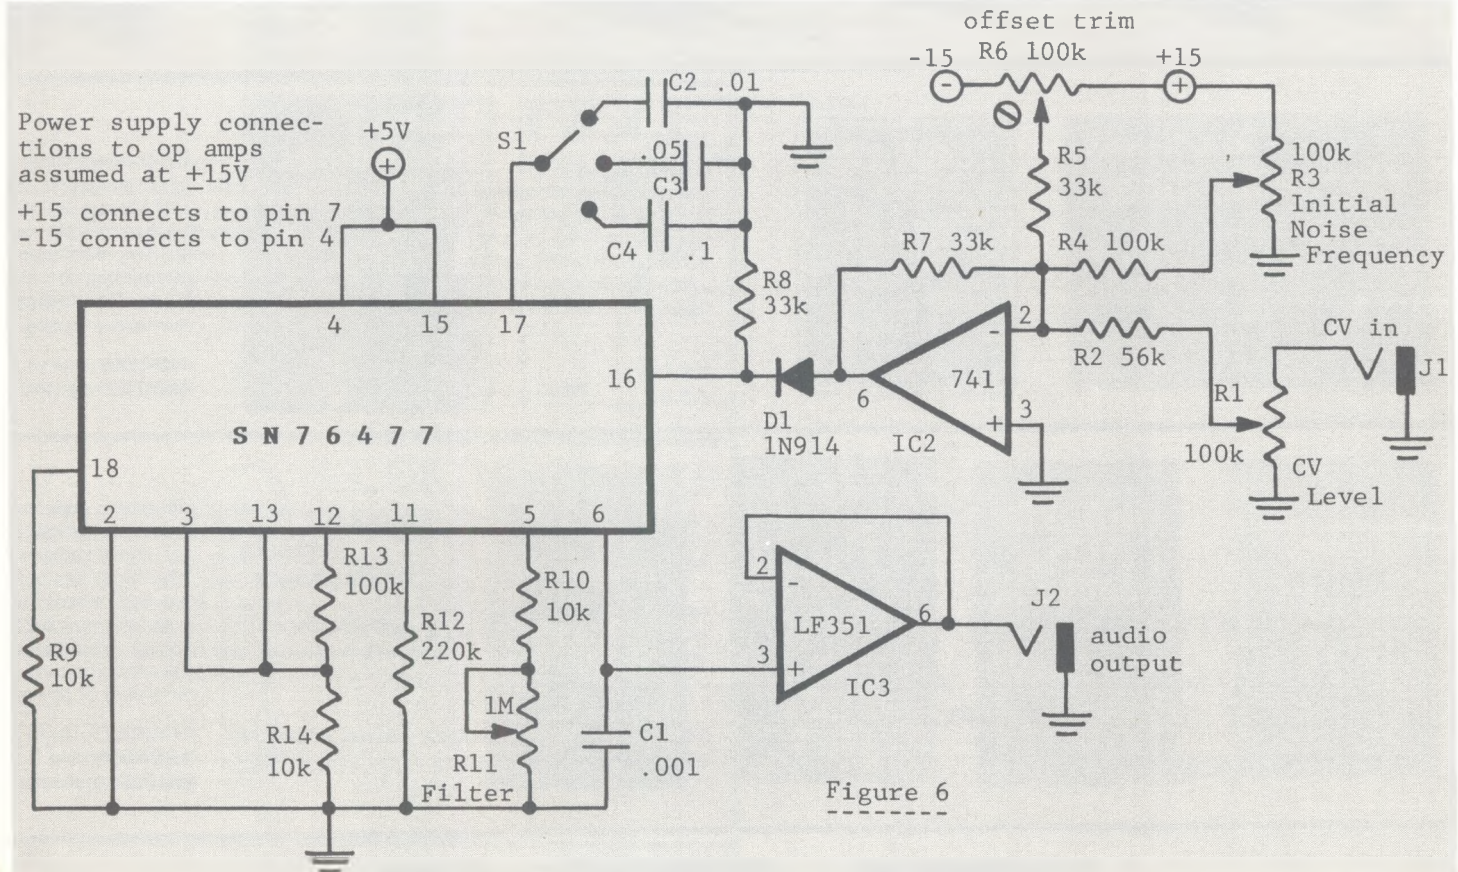 offset trim
R6 100k
-15
+15
-
+
Power supply connec-
tions to op amps
assumed at ±15V
+15 connects to pin 7
-15 connects to pin 4
+5V
+
S1
C2 .01
.05
C3
C4 .1
R5
33k
100k
R3
Initial
Noise
Frequency
R7 33k
R4 100k
R8
33k
4
15
17
16
2
-
R2 56k
741
3
+
6
IC2
D1
1N914
CV in
J1
R1
100k
CV
Level
SN76477
18
2
3
13
12
11
5
6
R13
100k
R10
10k
R12
220k
R9
10k
R14
10k
1M
R11
Filter
C1
.001
2
-
LF351
3
+
6
IC3
J2
audio
output
Figure 6